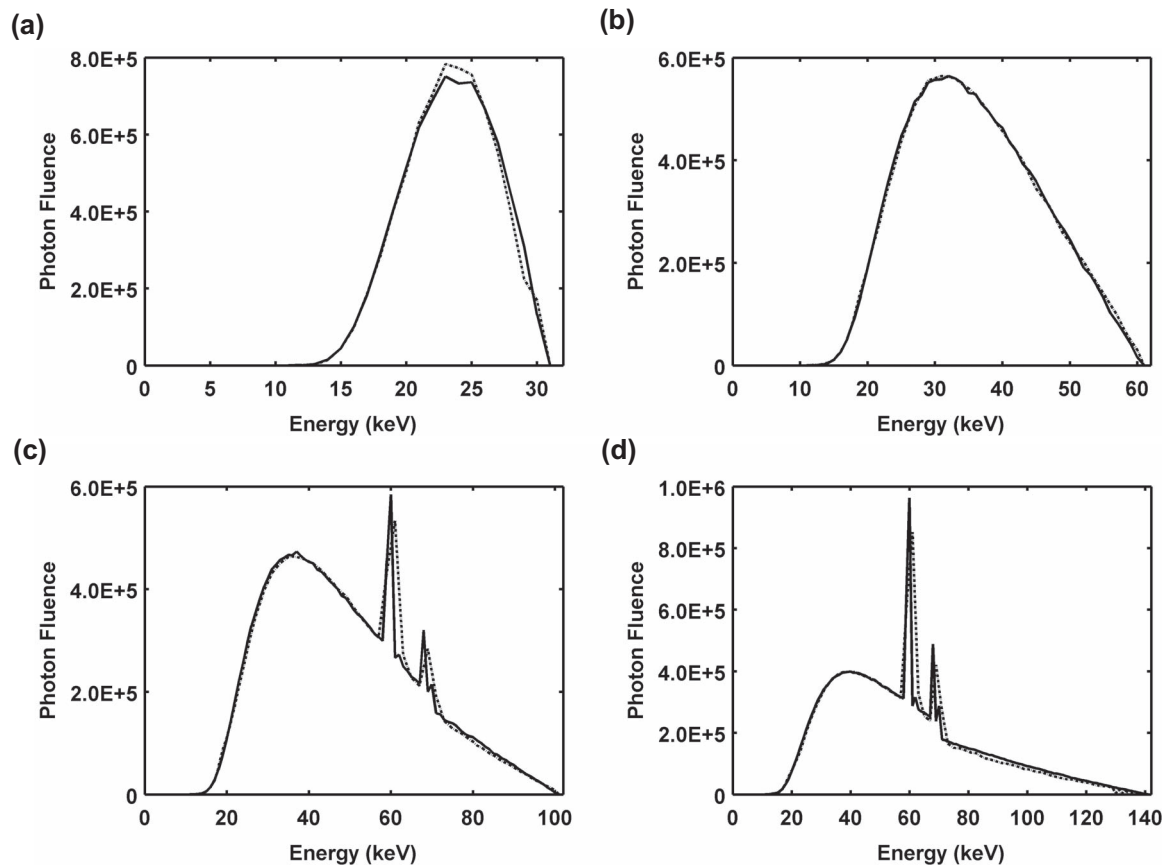 (a)
8.0E+5
6.0E+5
4.0E+5
2.0E+5
0
Photon Fluence
0 5 10 15 20 25 30
Energy (keV)
(b)
6.0E+5
4.0E+5
2.0E+5
0
Photon Fluence
0 10 20 30 40 50 60
Energy (keV)
(c)
6.0E+5
4.0E+5
2.0E+5
0
Photon Fluence
0 20 40 60 80 100
Energy (keV)
(d)
1.0E+6
8.0E+5
6.0E+5
4.0E+5
2.0E+5
0
Photon Fluence
0 20 40 60 80 100 120 140
Energy (keV)